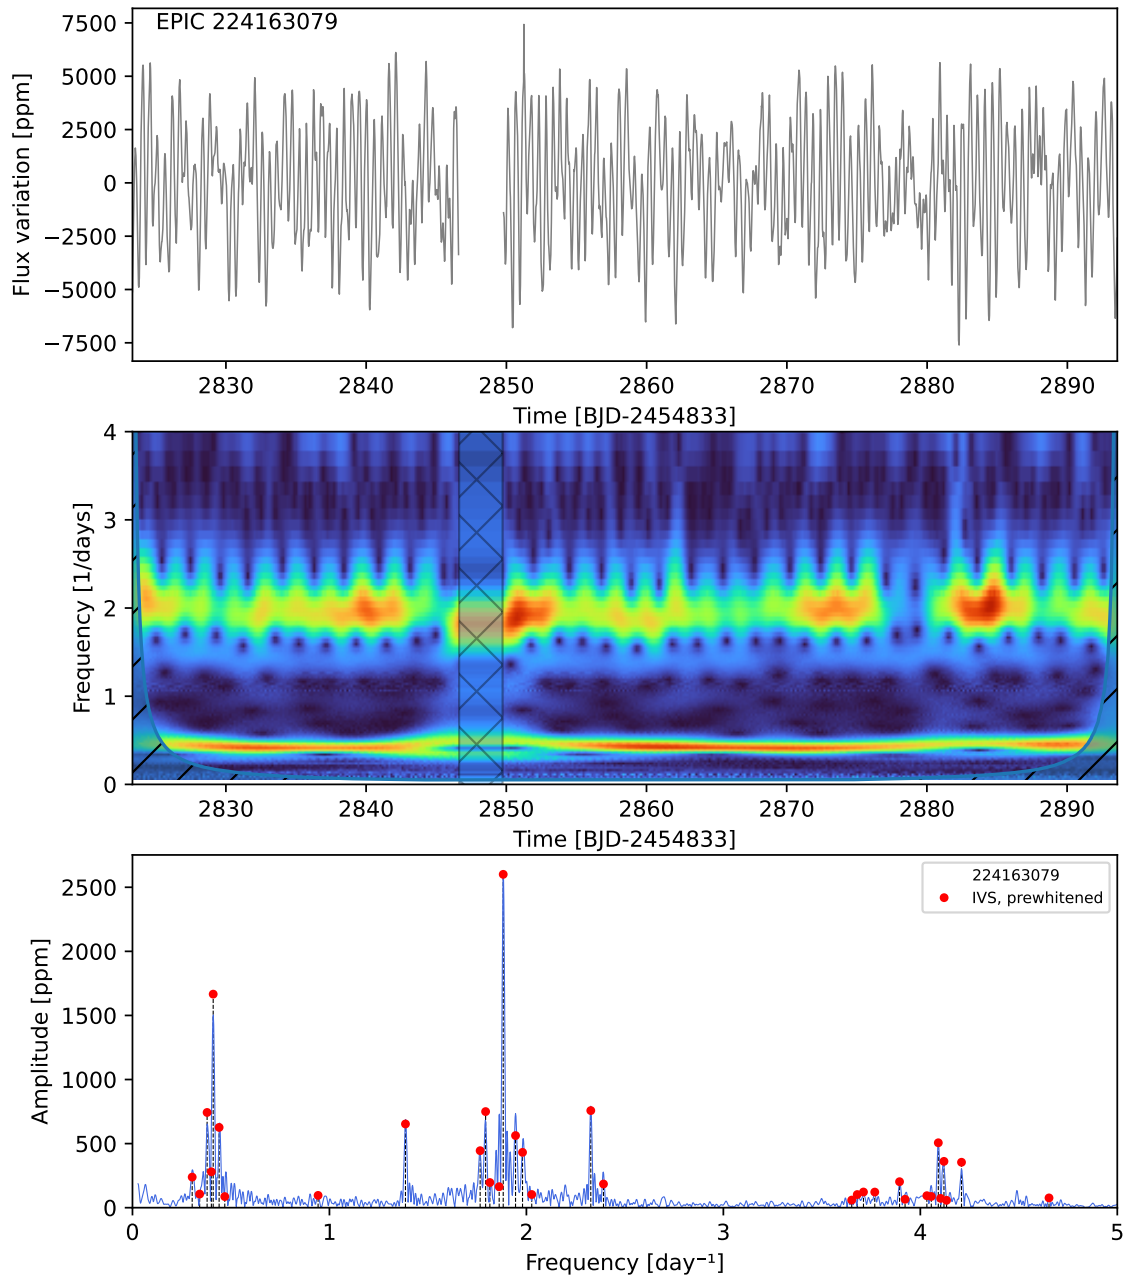 EPIC 224163079
Flux variation [ppm]
7500
5000
2500
0
−2500
−5000
−7500
2830 2840 2850 2860 2870 2880 2890
Time [BJD-2454833]
Frequency [1/days]
4
3
2
1
0
2830 2840 2850 2860 2870 2880 2890
Time [BJD-2454833]
Amplitude [ppm]
2500
2000
1500
1000
500
0
224163079
IVS, prewhitened
0 1 2 3 4 5
Frequency [day⁻¹]